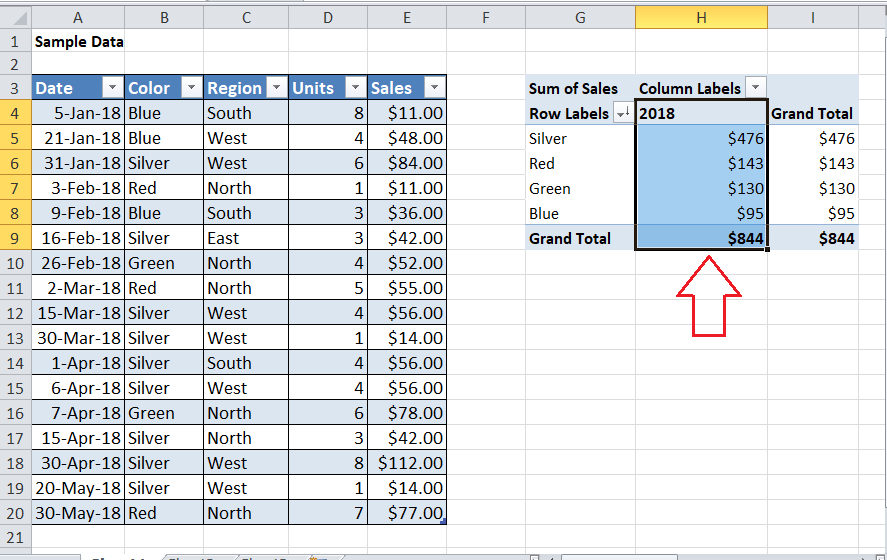 A B C D E F G H I
1 Sample Data
2
3 Date Color Region Units Sales Sum of Sales Column Labels
4 5-Jan-18 Blue South 8 $11.00 Row Labels 2018 Grand Total
5 21-Jan-18 Blue West 4 $48.00 Silver $476 $476
6 31-Jan-18 Silver West 6 $84.00 Red $143 $143
7 3-Feb-18 Red North 1 $11.00 Green $130 $130
8 9-Feb-18 Blue South 3 $36.00 Blue $95 $95
9 16-Feb-18 Silver East 3 $42.00 Grand Total $844 $844
10 26-Feb-18 Green North 4 $52.00
11 2-Mar-18 Red North 5 $55.00
12 15-Mar-18 Silver West 4 $56.00
13 30-Mar-18 Silver West 1 $14.00
14 1-Apr-18 Silver South 4 $56.00
15 6-Apr-18 Silver West 4 $56.00
16 7-Apr-18 Green North 6 $78.00
17 15-Apr-18 Silver North 3 $42.00
18 30-Apr-18 Silver West 8 $112.00
19 20-May-18 Silver West 1 $14.00
20 30-May-18 Red North 7 $77.00
21